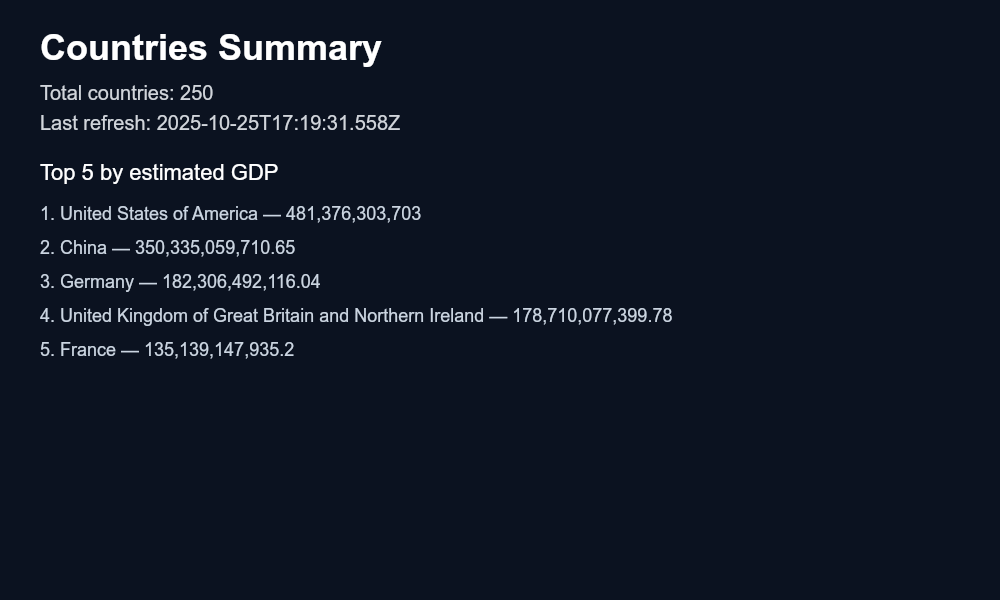 Countries Summary
Total countries: 250
Last refresh: 2025-10-25T17:19:31.558Z
Top 5 by estimated GDP
1. United States of America — 481,376,303,703
2. China — 350,335,059,710.65
3. Germany — 182,306,492,116.04
4. United Kingdom of Great Britain and Northern Ireland — 178,710,077,399.78
5. France — 135,139,147,935.2